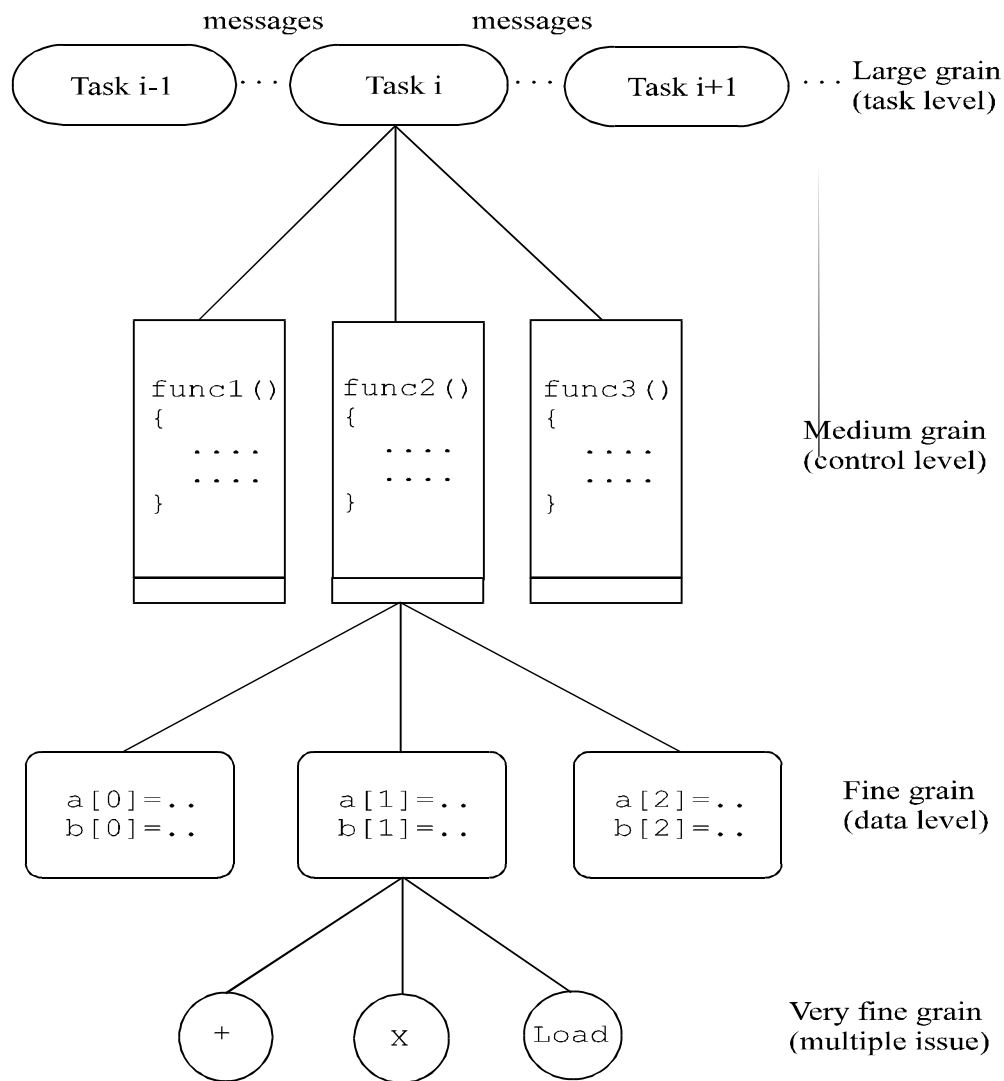 messages messages
Task i-1 ··· Task i ··· Task i+1 ··· Large grain
(task level)
func1() func2() func3()
{ { {
.... .... ....
.... .... ....
} } }
Medium grain
(control level)
a[0]=.. a[1]=.. a[2]=..
b[0]=.. b[1]=.. b[2]=..
Fine grain
(data level)
+ X Load
Very fine grain
(multiple issue)